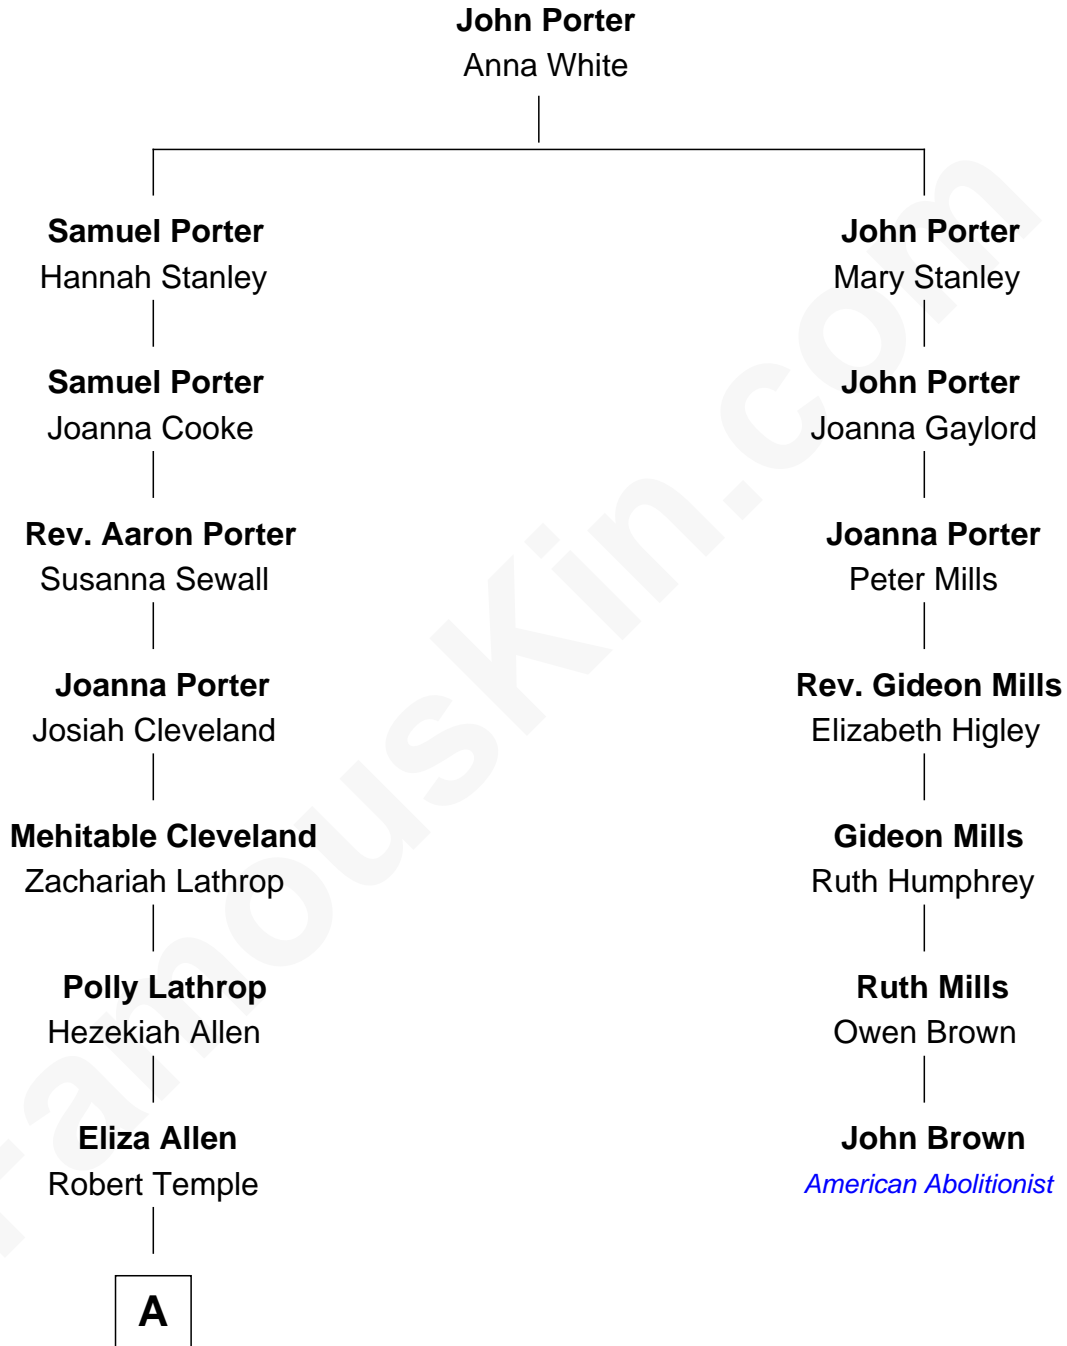 John Porter
Anna White
Samuel Porter
Hannah Stanley
John Porter
Mary Stanley
Samuel Porter
Joanna Cooke
John Porter
Joanna Gaylord
Rev. Aaron Porter
Susanna Sewall
Joanna Porter
Peter Mills
Joanna Porter
Josiah Cleveland
Rev. Gideon Mills
Elizabeth Higley
Mehitable Cleveland
Zachariah Lathrop
Gideon Mills
Ruth Humphrey
Polly Lathrop
Hezekiah Allen
Ruth Mills
Owen Brown
Eliza Allen
Robert Temple
John Brown
American Abolitionist
A
FamousKin.com